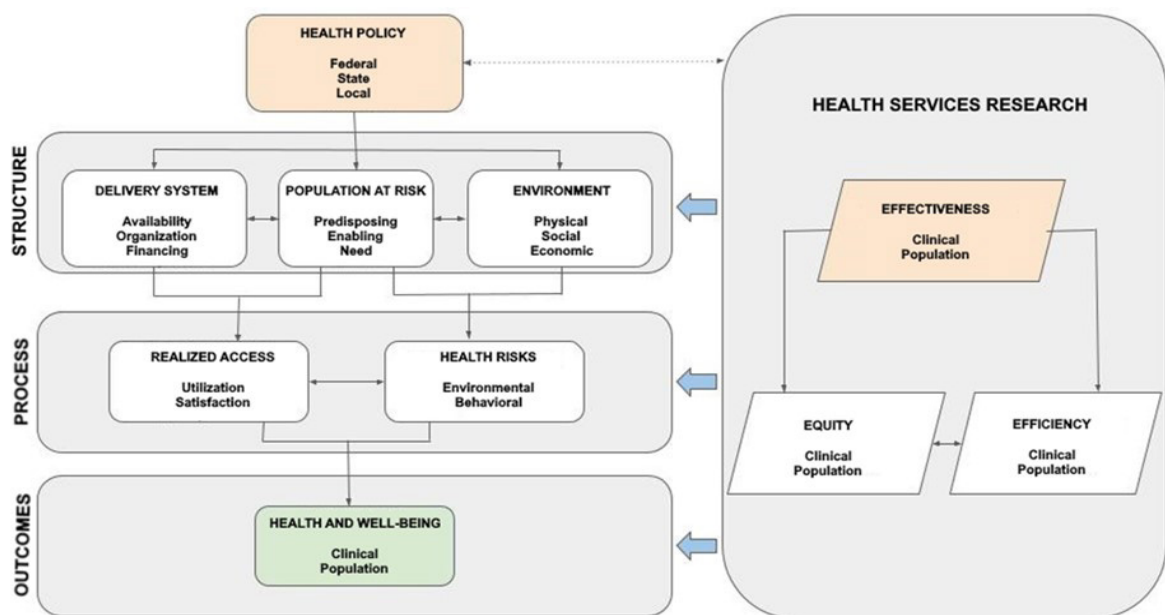 HEALTH POLICY
Federal
State
Local
HEALTH SERVICES RESEARCH
STRUCTURE
DELIVERY SYSTEM
Availability
Organization
Financing
POPULATION AT RISK
Predisposing
Enabling
Need
ENVIRONMENT
Physical
Social
Economic
EFFECTIVENESS
Clinical
Population
PROCESS
REALIZED ACCESS
Utilization
Satisfaction
HEALTH RISKS
Environmental
Behavioral
EQUITY
Clinical
Population
EFFICIENCY
Clinical
Population
OUTCOMES
HEALTH AND WELL-BEING
Clinical
Population